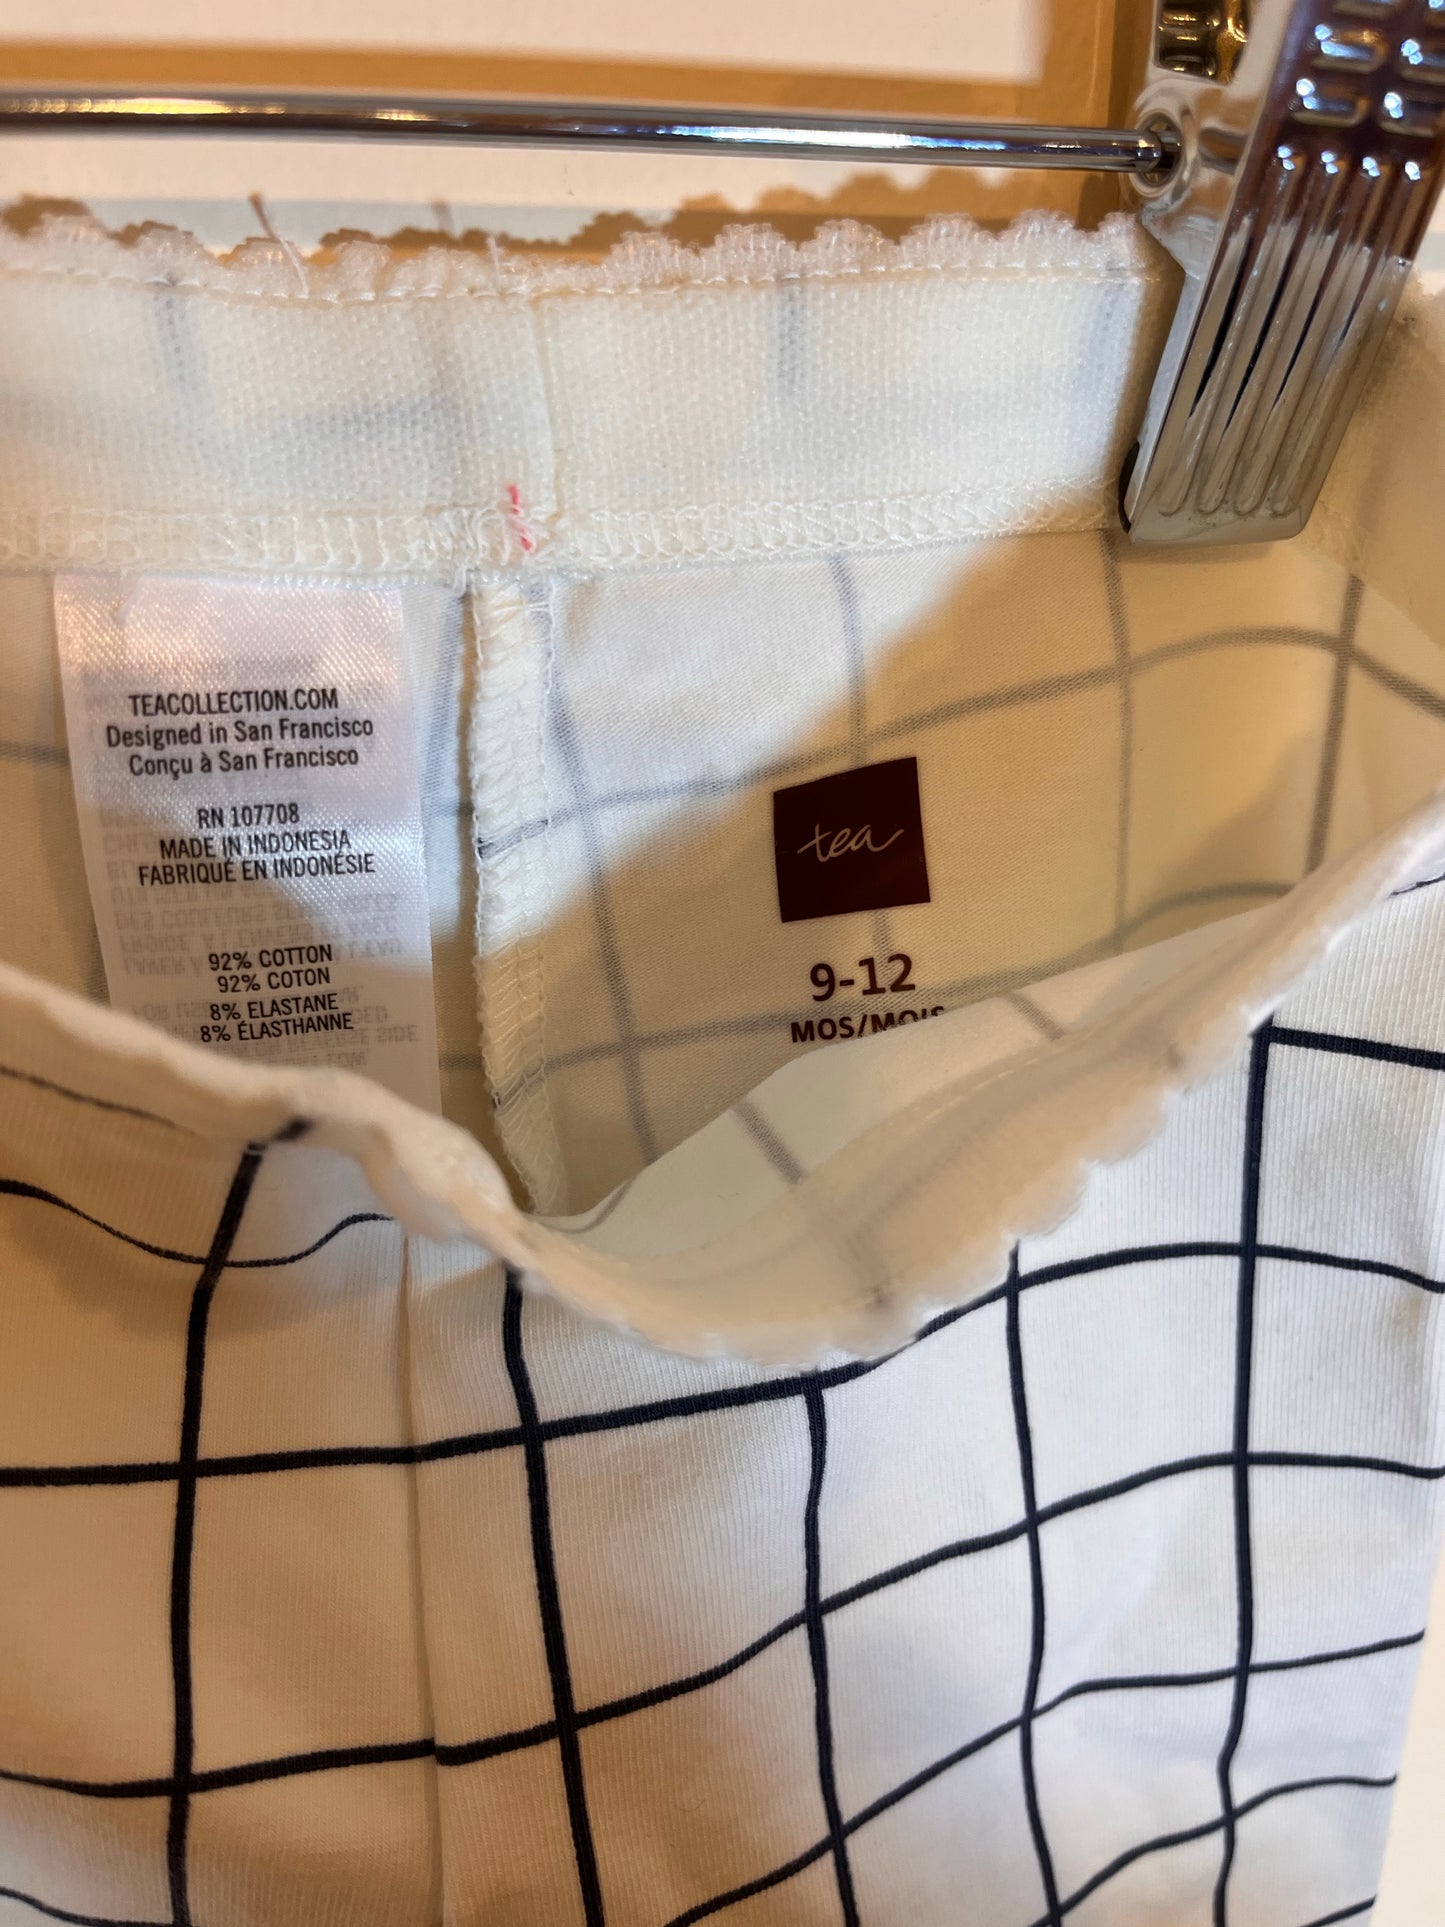 TEACOLLECTION.COM
Designed in San Francisco
Conçu à San Francisco
RN 107708
MADE IN INDONESIA
FABRIQUÉ EN INDONÉSIE
92% COTTON
92% COTON
8% ELASTANE
8% ÉLASTHANNE
tea
9-12
MOS/MOIS